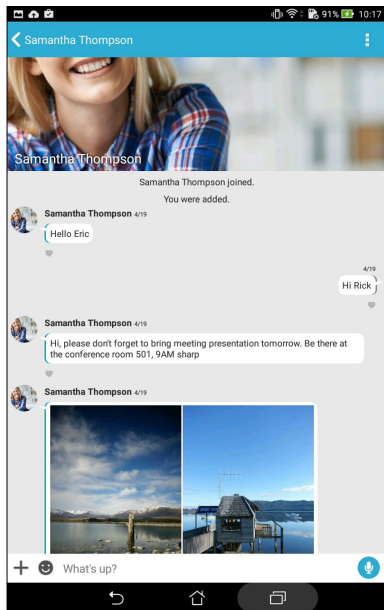 91% 10:17
Samantha Thompson
Samantha Thompson
Samantha Thompson joined.
You were added.
Samantha Thompson 4/19
Hello Eric
4/19
Hi Rick
Samantha Thompson 4/19
Hi, please don't forget to bring meeting presentation tomorrow. Be there at
the conference room 501, 9AM sharp
Samantha Thompson 4/19
What's up?